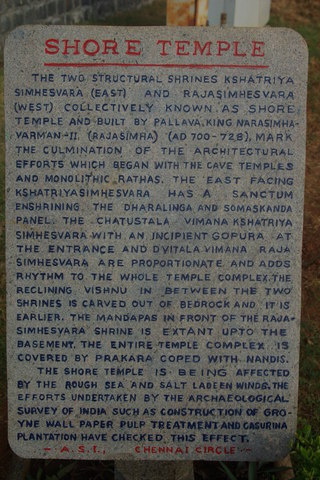 SHORE TEMPLE
THE TWO STRUCTURAL SHRINES KSHATRIYA
SIMHESVARA (EAST) AND RAJASIMHESVARA
(WEST) COLLECTIVELY KNOWN AS SHORE
TEMPLE AND BUILT BY PALLAVA KING NARASIMHA-
VARMAN-II, (RAJASIMHA) (AD 700-728), MARK
THE CULMINATION OF THE ARCHITECTURAL
EFFORTS WHICH BEGAN WITH THE CAVE TEMPLES
AND MONOLITHIC RATHAS. THE EAST FACING
KSHATRIYASIMHESVARA HAS A SANCTUM
ENSHRINING THE DHARALINGA AND SOMASKANDA
PANEL. THE CHATUSTALA VIMANA KSHATRIYA
SIMHESVARA WITH AN INCIPIENT GOPURA AT
THE ENTRANCE AND DVITALA VIMANA RAJA
SIMHESVARA ARE PROPORTIONATE AND ADDS
RHYTHM TO THE WHOLE TEMPLE COMPLEX. THE
RECLINING VISHNU IN BETWEEN THE TWO
SHRINES IS CARVED OUT OF BEDROCK AND IT IS
EARLIER. THE MANDAPAS IN FRONT OF THE RAJA-
SIMHESVARA SHRINE IS EXTANT UPTO THE
BASEMENT. THE ENTIRE TEMPLE COMPLEX IS
COVERED BY PRAKARA COPED WITH NANDIS.
THE SHORE TEMPLE IS BEING AFFECTED
BY THE ROUGH SEA AND SALT LADEEN WINDS. THE
EFFORTS UNDERTAKEN BY THE ARCHAEOLOGICAL
SURVEY OF INDIA SUCH AS CONSTRUCTION OF GRO-
YNE WALL PAPER PULP TREATMENT AND CASURINA
PLANTATION HAVE CHECKED THIS EFFECT.
- A.S.I., CHENNAI CIRCLE -